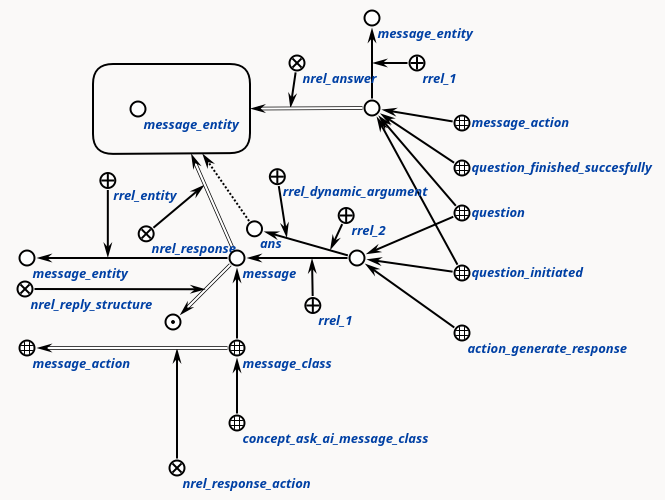 message_entity
nrel_answer
rrel_1
message_entity
message_action
question_finished_succesfully
rrel_entity
rrel_dynamic_argument
question
rrel_2
nrel_response
ans
message_entity
message
question_initiated
nrel_reply_structure
rrel_1
message_action
message_class
action_generate_response
concept_ask_ai_message_class
nrel_response_action